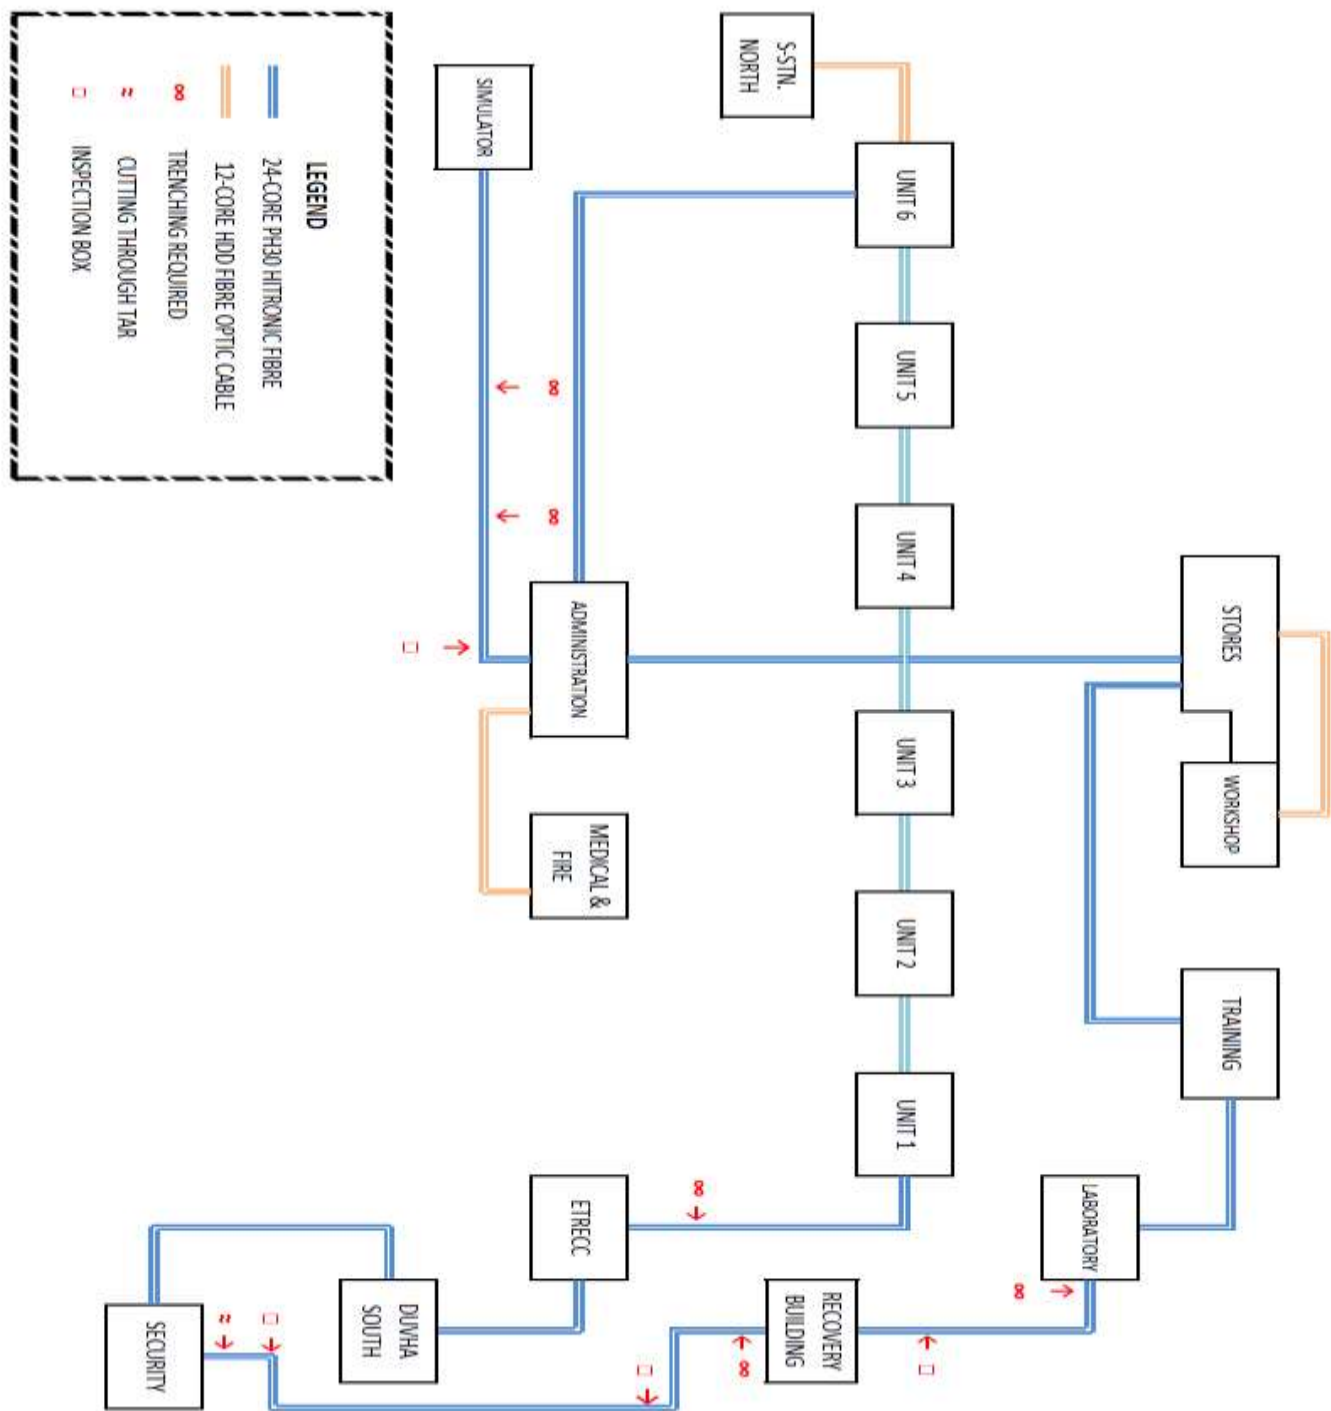 STORES
WORKSHOP
TRAINING
LABORATORY
UNIT 6
UNIT 5
UNIT 4
UNIT 3
UNIT 2
UNIT 1
S-STN.
NORTH
RECOVERY
BUILDING
ADMINISTRATION
MEDICAL &
FIRE
ETRECC
SIMULATOR
DUVHA
SOUTH
SECURITY
LEGEND
24-CORE PH30 HITRONIC FIBRE
12-CORE HDD FIBRE OPTIC CABLE
TRENCHING REQUIRED
CUTTING THROUGH TAR
INSPECTION BOX